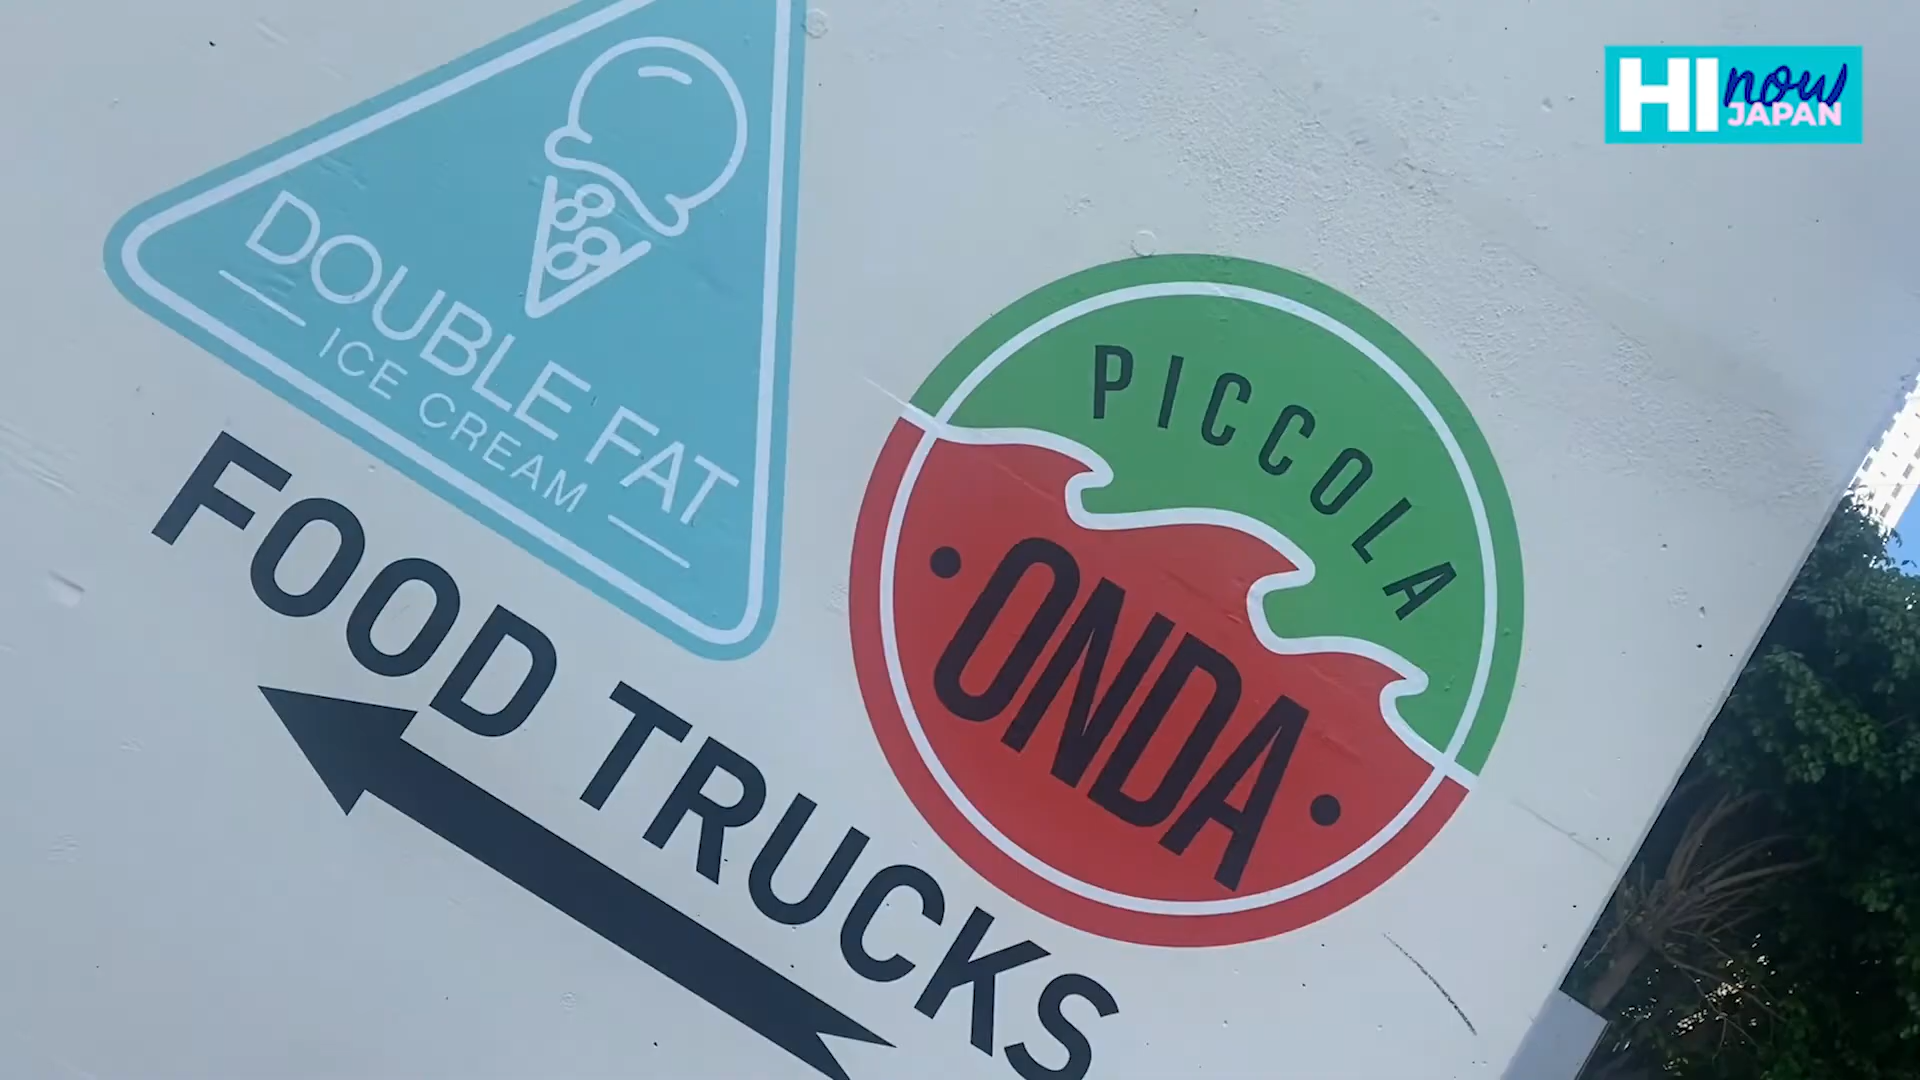 HI now
JAPAN
DOUBLE FAT
ICE CREAM
PICCOLA
ONDA
FOOD TRUCKS